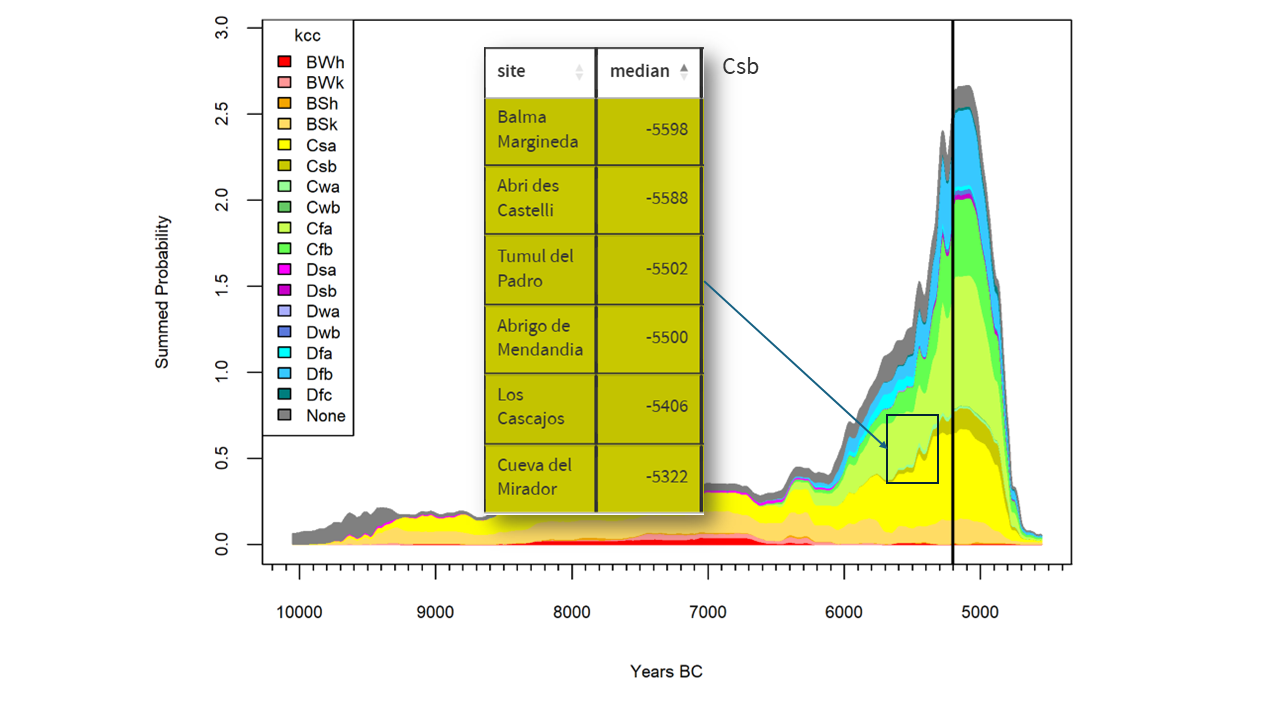 kcc
BWh
BWk
BSh
BSk
Csa
Csb
Cwa
Cwb
Cfa
Cfb
Dsa
Dsb
Dwa
Dwb
Dfa
Dfb
Dfc
None
site median
Balma
Margineda
-5598
Abri des
Castelli
-5588
Tumul del
Padro
-5502
Abrigo de
Mendandia
-5500
Los
Cascajos
-5406
Cueva del
Mirador
-5322
Csb
Summed Probability
3.0
2.5
2.0
1.5
1.0
0.5
0.0
10000 9000 8000 7000 6000 5000
Years BC